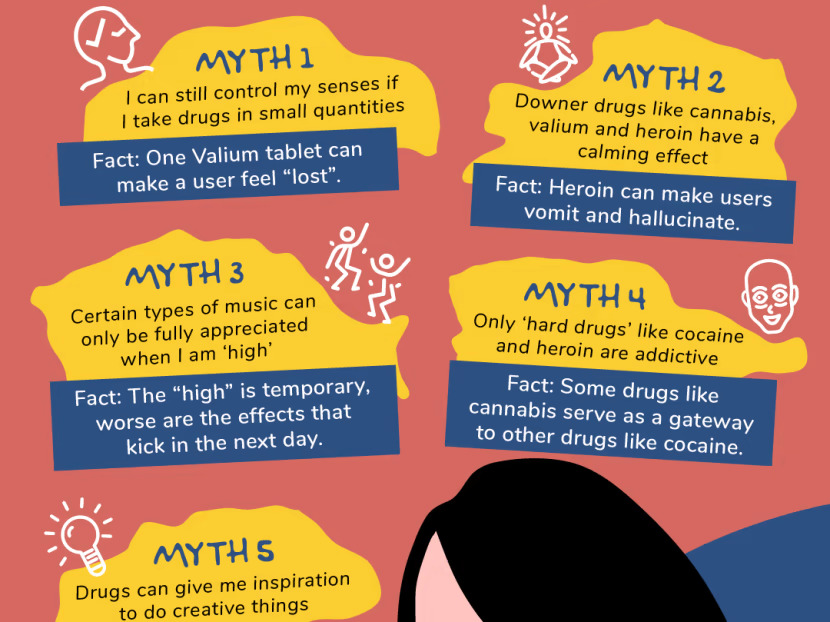 MYTH 1
I can still control my senses if
I take drugs in small quantities
Fact: One Valium tablet can
make a user feel “lost”.
MYTH 2
Downer drugs like cannabis,
valium and heroin have a
calming effect
Fact: Heroin can make users
vomit and hallucinate.
MYTH 3
Certain types of music can
only be fully appreciated
when I am ‘high’
Fact: The “high” is temporary,
worse are the effects that
kick in the next day.
MYTH 4
Only ‘hard drugs’ like cocaine
and heroin are addictive
Fact: Some drugs like
cannabis serve as a gateway
to other drugs like cocaine.
MYTH 5
Drugs can give me inspiration
to do creative things